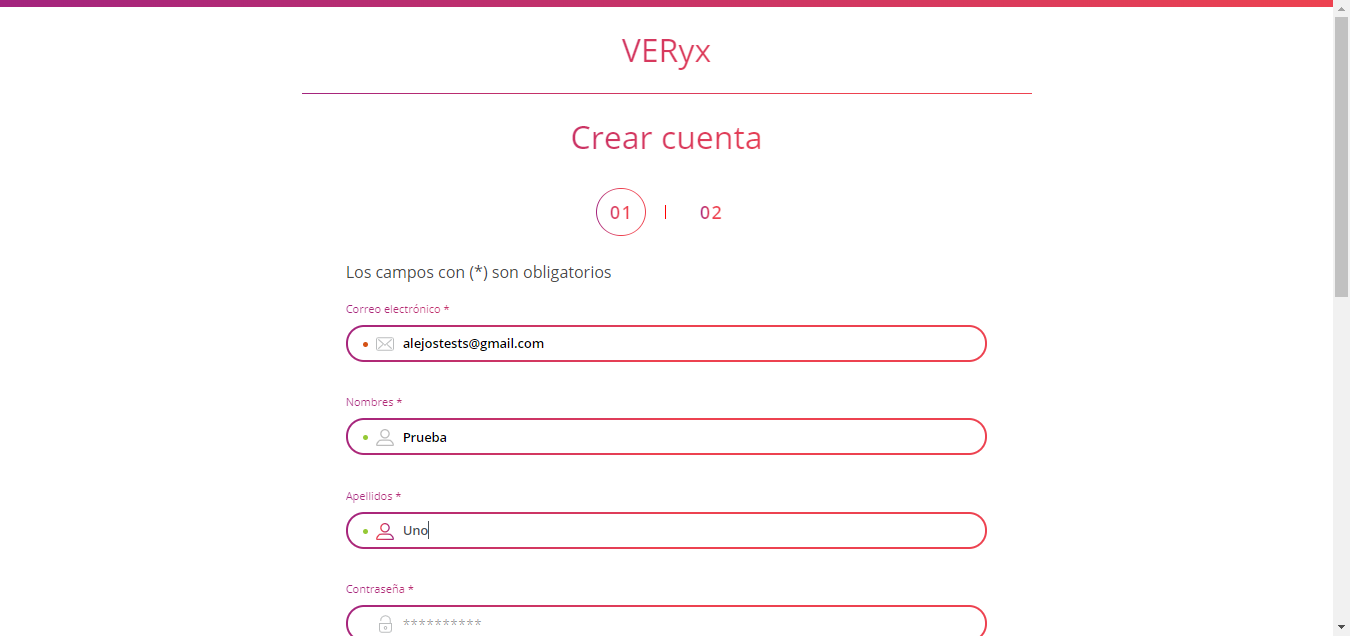 VERyx
Crear cuenta
01 | 02
Los campos con (*) son obligatorios
Correo electrónico *
alejostests@gmail.com
Nombres *
Prueba
Apellidos *
Uno
Contraseña *
**********